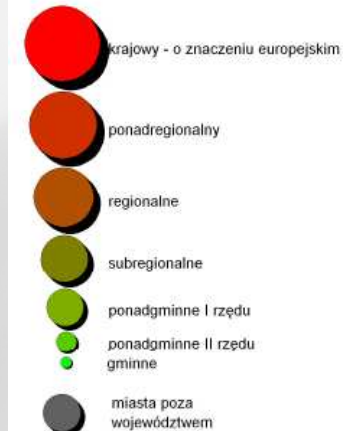 krajowy - o znaczeniu europejskim
ponadregionalny
regionalne
subregionalne
ponadgminne I rzędu
ponadgminne II rzędu
gminne
miasta poza
województwem